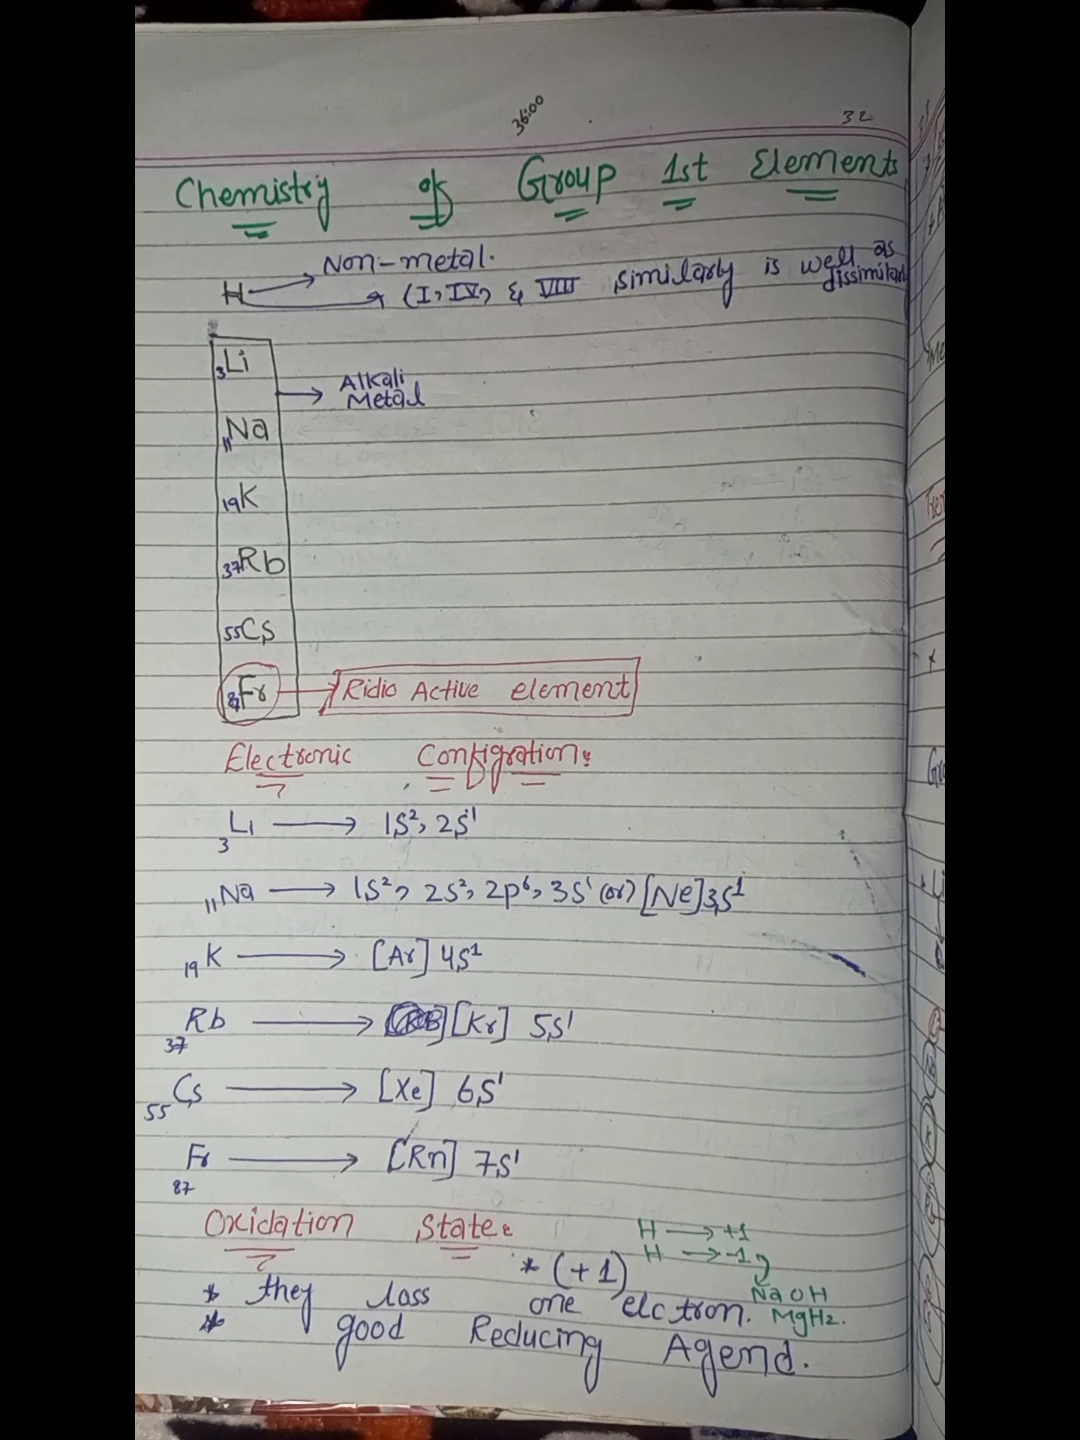 36:00
32
Chemistry of Group 1st Elements
Non-metal.
H (I, IV, & VIII similarly is well as dissimilar
3Li
Alkali
Metal
11Na
19K
37Rb
55Cs
87Fr Ridio Active element
Electronic Configration:
3Li → 1S², 2S¹
11Na → 1S², 2S², 2p⁶, 3S¹ (or) [Ne]3S¹
19K → [Ar] 4S¹
37Rb → [Kr] 5S¹
55Cs → [Xe] 6S¹
87Fr → [Rn] 7S¹
Oxidation State:
H → +1
H → -1
* (+1)
NaOH
MgH2.
* they loss one elctron.
* good Reducing Agend.